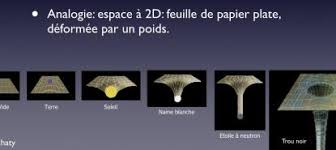 • Analogie: espace à 2D: feuille de papier plate,
déformée par un poids.
Terre
Soleil
Naine blanche
Etoile à neutron
Trou noir